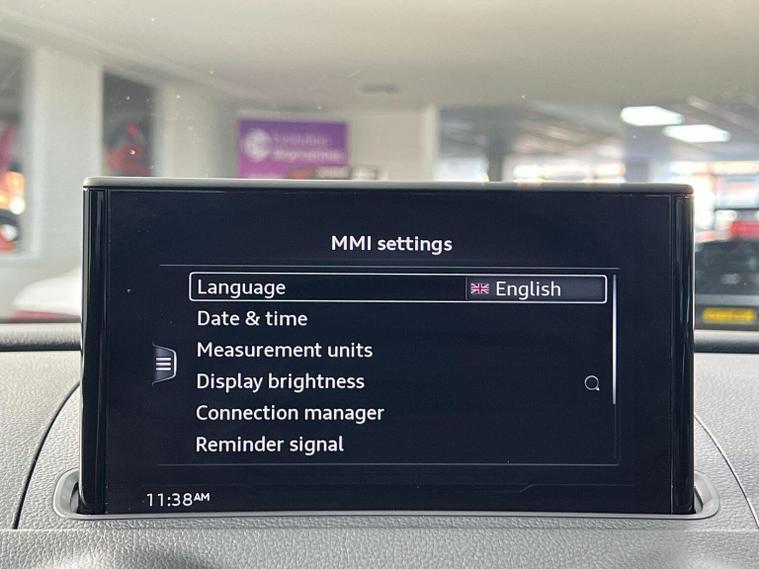 MMI settings
Language English
Date & time
Measurement units
Display brightness
Connection manager
Reminder signal
11:38AM